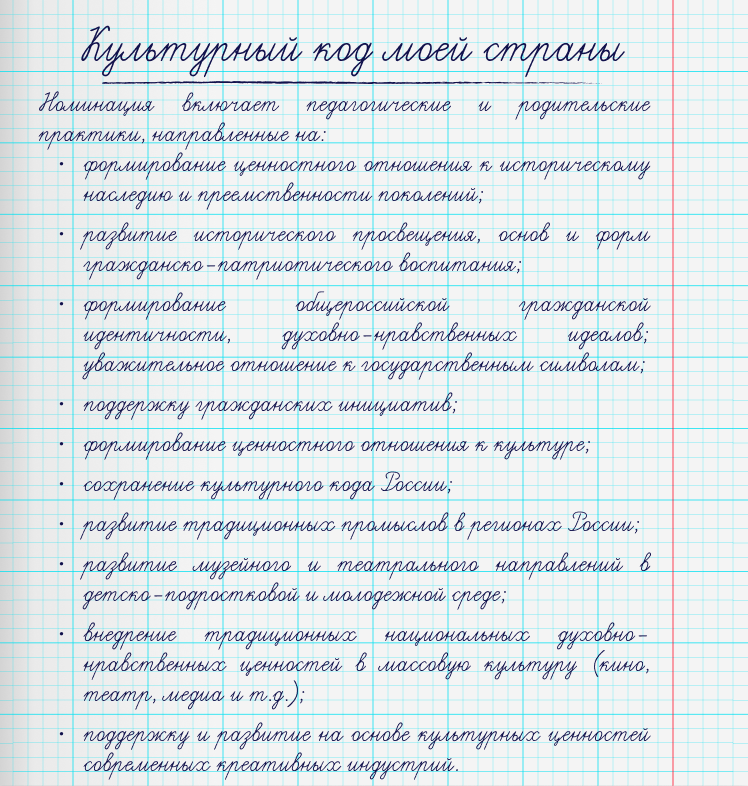 Культурный код моей страны
Номинация включает педагогические и родительские
практики, направленные на:
• формирование ценностного отношения к историческому
наследию и преемственности поколений;
• развитие исторического просвещения, основ и форм
гражданско-патриотического воспитания;
• формирование общероссийской гражданской
идентичности, духовно-нравственных идеалов;
уважительное отношение к государственным символам;
• поддержку гражданских инициатив;
• формирование ценностного отношения к культуре;
• сохранение культурного кода России;
• развитие традиционных промыслов в регионах России;
• развитие музейного и театрального направлений в
детско-подростковой и молодежной среде;
• внедрение традиционных национальных духовно-
нравственных ценностей в массовую культуру (кино,
театр, медиа и т.д.);
• поддержку и развитие на основе культурных ценностей
современных креативных индустрий.